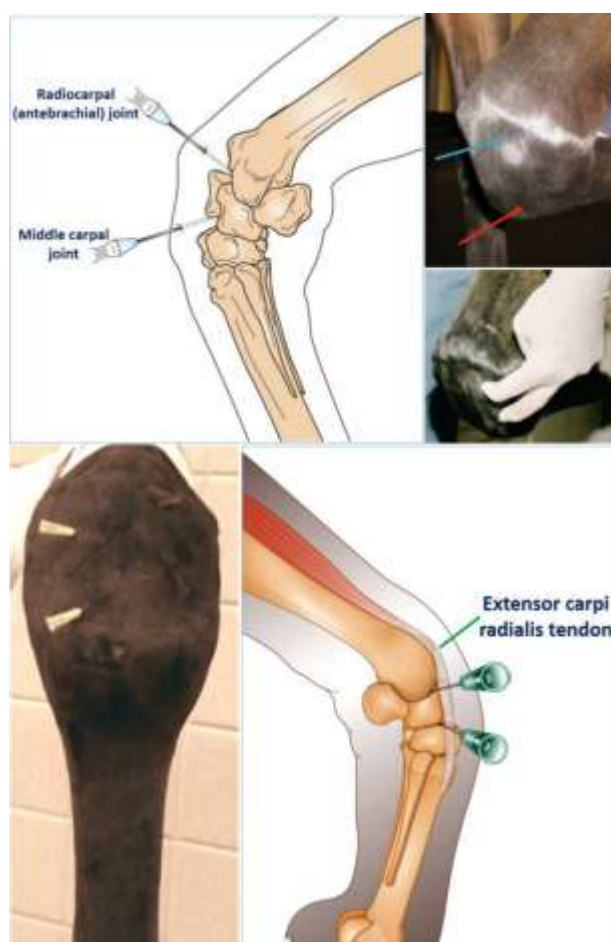 Radiocarpal
(antebrachial) joint
Middle carpal
joint
Extensor carpi
radialis tendon